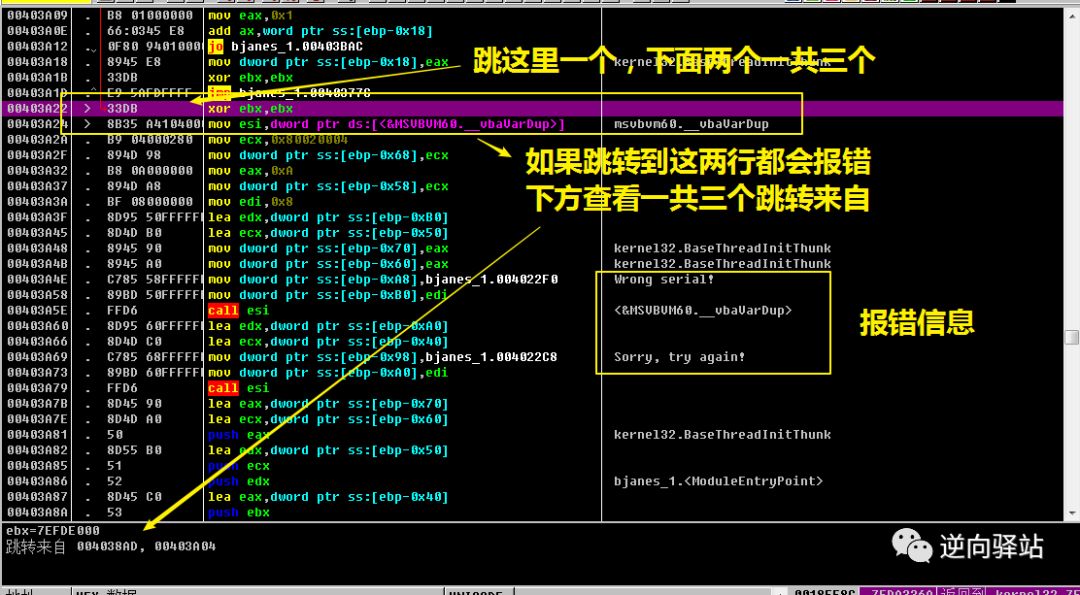 00403A09 . B8 01000000 mov eax,0x1
00403A0E . 66:0345 E8 add ax,word ptr ss:[ebp-0x18]
00403A12 . 0F80 94010000 jo bjanes_1.00403BAC
00403A18 . 8945 E8 mov dword ptr ss:[ebp-0x18],eax
00403A1B . 33DB xor ebx,ebx
00403A1D .^ E9 5AFDFFFF jmp bjanes_1.0040377C
00403A22 > 33DB xor ebx,ebx
00403A24 > 8B35 A4104000 mov esi,dword ptr ds:[<&MSVBVM60.__vbaVarDup>] msvbvm60.__vbaVarDup
00403A2A . B9 04000280 mov ecx,0x80020004
00403A2F . 894D 98 mov dword ptr ss:[ebp-0x68],ecx
00403A32 . B8 0A000000 mov eax,0xA
00403A37 . 894D A8 mov dword ptr ss:[ebp-0x58],ecx
00403A3A . BF 08000000 mov edi,0x8
00403A3F . 8D95 50FFFFFF lea edx,dword ptr ss:[ebp-0xB0]
00403A45 . 8D4D B0 lea ecx,dword ptr ss:[ebp-0x50]
00403A48 . 8945 90 mov dword ptr ss:[ebp-0x70],eax kernel32.BaseThreadInitThunk
00403A4B . 8945 A0 mov dword ptr ss:[ebp-0x60],eax kernel32.BaseThreadInitThunk
00403A4E . C785 58FFFFFF mov dword ptr ss:[ebp-0xA8],bjanes_1.004022F0 Wrong serial!
00403A58 . 89BD 50FFFFFF mov dword ptr ss:[ebp-0xB0],edi
00403A5E . FFD6 call esi <&MSVBVM60.__vbaVarDup>
00403A60 . 8D95 60FFFFFF lea edx,dword ptr ss:[ebp-0xA0]
00403A66 . 8D4D C0 lea ecx,dword ptr ss:[ebp-0x40]
00403A69 . C785 68FFFFFF mov dword ptr ss:[ebp-0x98],bjanes_1.004022C8 Sorry, try again!
00403A73 . 89BD 60FFFFFF mov dword ptr ss:[ebp-0xA0],edi
00403A79 . FFD6 call esi
00403A7B . 8D45 90 lea eax,dword ptr ss:[ebp-0x70]
00403A7E . 8D4D A0 lea ecx,dword ptr ss:[ebp-0x60]
00403A81 . 50 push eax kernel32.BaseThreadInitThunk
00403A82 . 8D55 B0 lea edx,dword ptr ss:[ebp-0x50]
00403A85 . 51 push ecx
00403A86 . 52 push edx bjanes_1.<ModuleEntryPoint>
00403A87 . 8D45 C0 lea eax,dword ptr ss:[ebp-0x40]
00403A8A . 53 push ebx
跳这里一个，下面两个一共三个
如果跳转到这两行都会报错
下方查看一共三个跳转来自
报错信息
ebx=7EFDE000
跳转来自 004038AD, 00403A04
逆向驿站
地址 HEX 数据 UNICODE